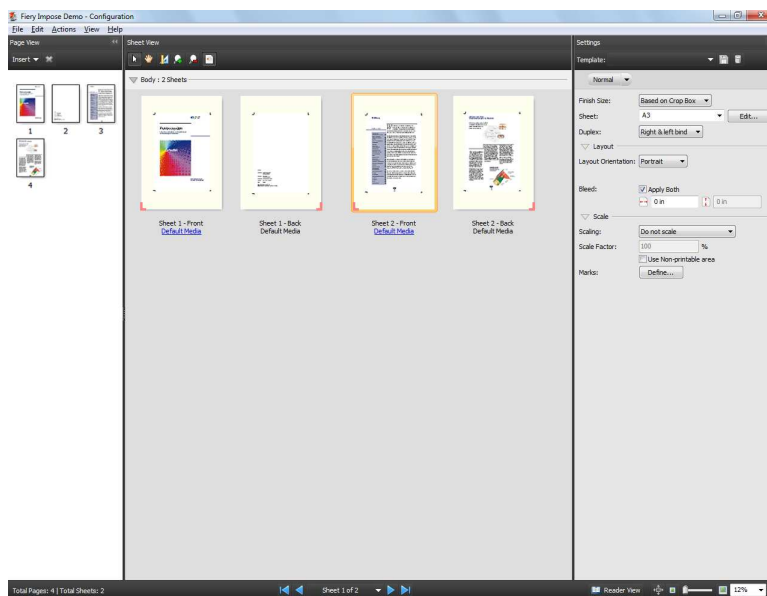 Fiery Impose Demo - Configuration
File Edit Actions View Help
Page View
Insert
1 2 3
4
Sheet View
Body : 2 Sheets
Sheet 1 - Front
Default Media
Sheet 1 - Back
Default Media
Sheet 2 - Front
Default Media
Sheet 2 - Back
Default Media
Settings
Template:
Normal
Finish Size: Based on Crop Box
Sheet: A3 Edit...
Duplex: Right & left bind
Layout
Layout Orientation: Portrait
Bleed: Apply Both
0 in 0 in
Scale
Scaling: Do not scale
Scale Factor: 100 %
Use Non-printable area
Marks: Define...
Total Pages: 4 | Total Sheets: 2
Sheet 1 of 2
Reader View
12%